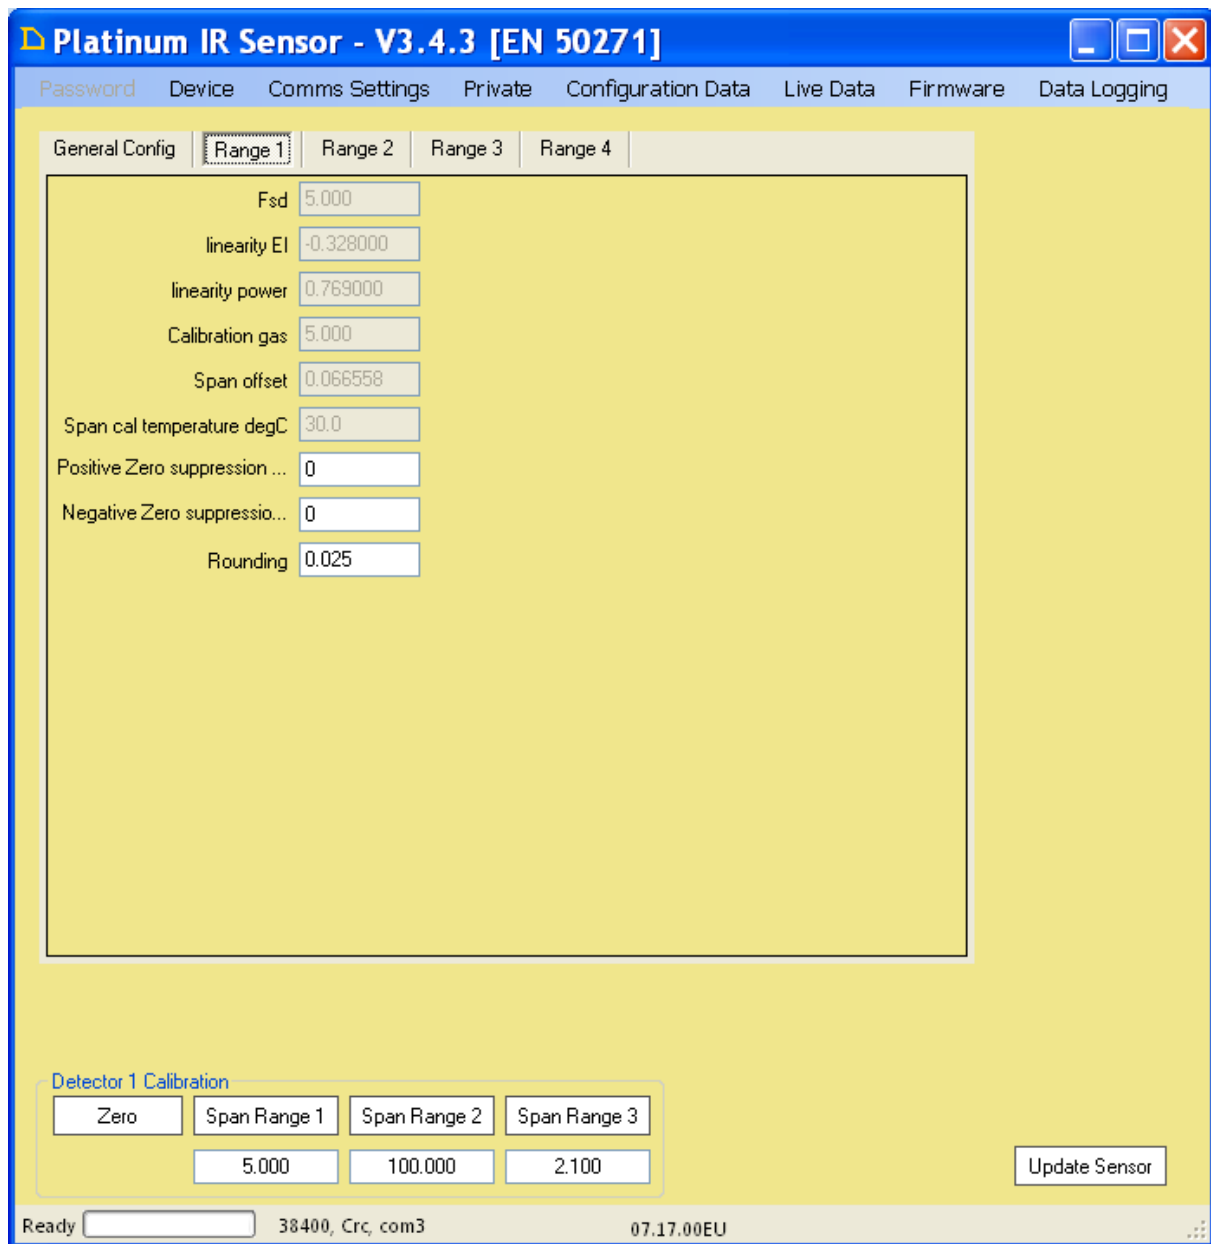 Platinum IR Sensor - V3.4.3 [EN 50271]
Password Device Comms Settings Private Configuration Data Live Data Firmware Data Logging
General Config Range 1 Range 2 Range 3 Range 4
Fsd 5.000
linearity El -0.328000
linearity power 0.769000
Calibration gas 5.000
Span offset 0.066558
Span cal temperature degC 30.0
Positive Zero suppression ... 0
Negative Zero suppressio... 0
Rounding 0.025
Detector 1 Calibration
Zero Span Range 1 Span Range 2 Span Range 3
5.000 100.000 2.100
Update Sensor
Ready 38400, Crc, com3 07.17.00EU